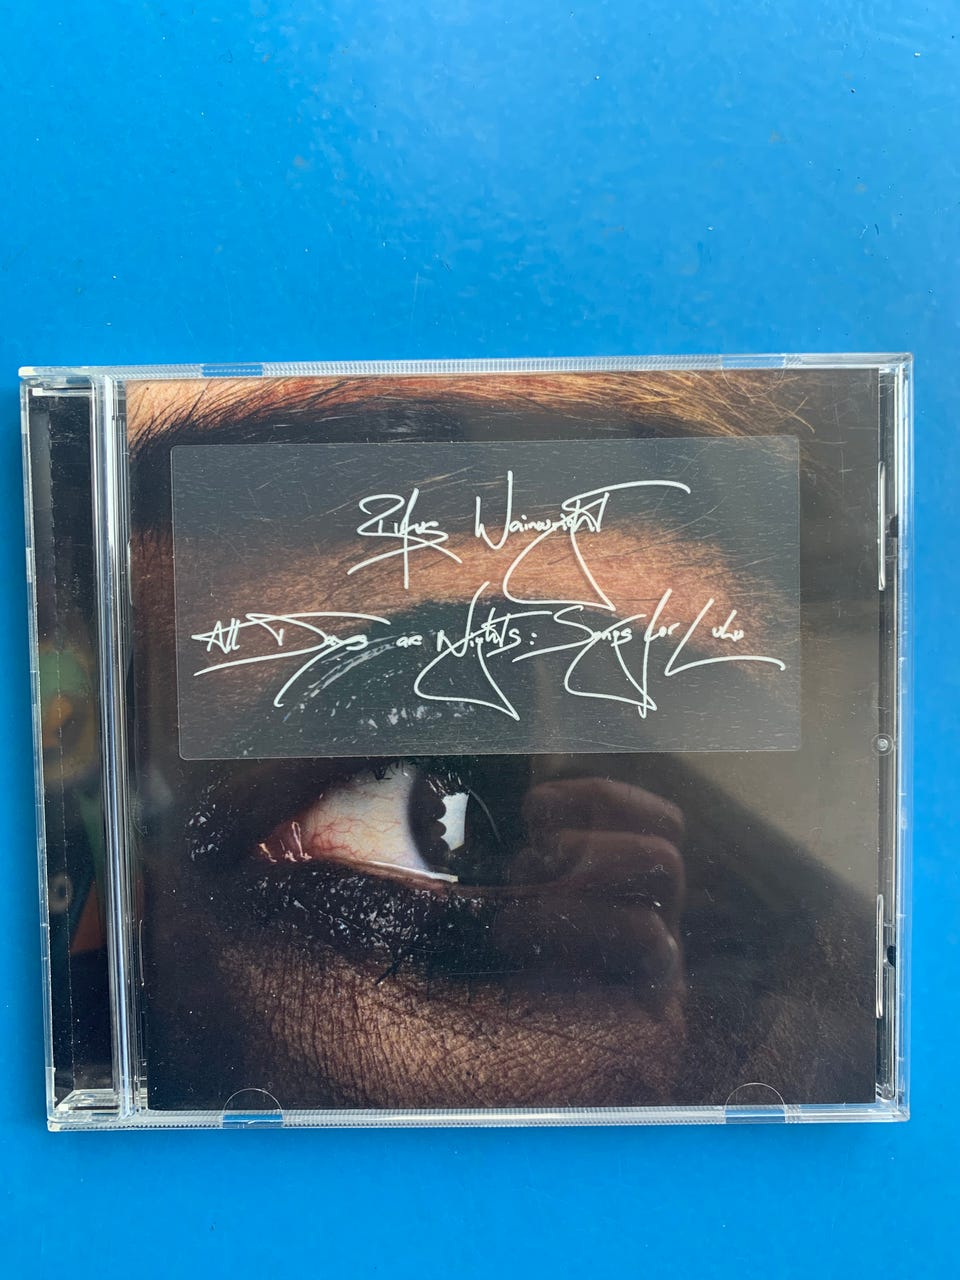 Rufus Wainwright
All Days are Nights: Songs for Lulu